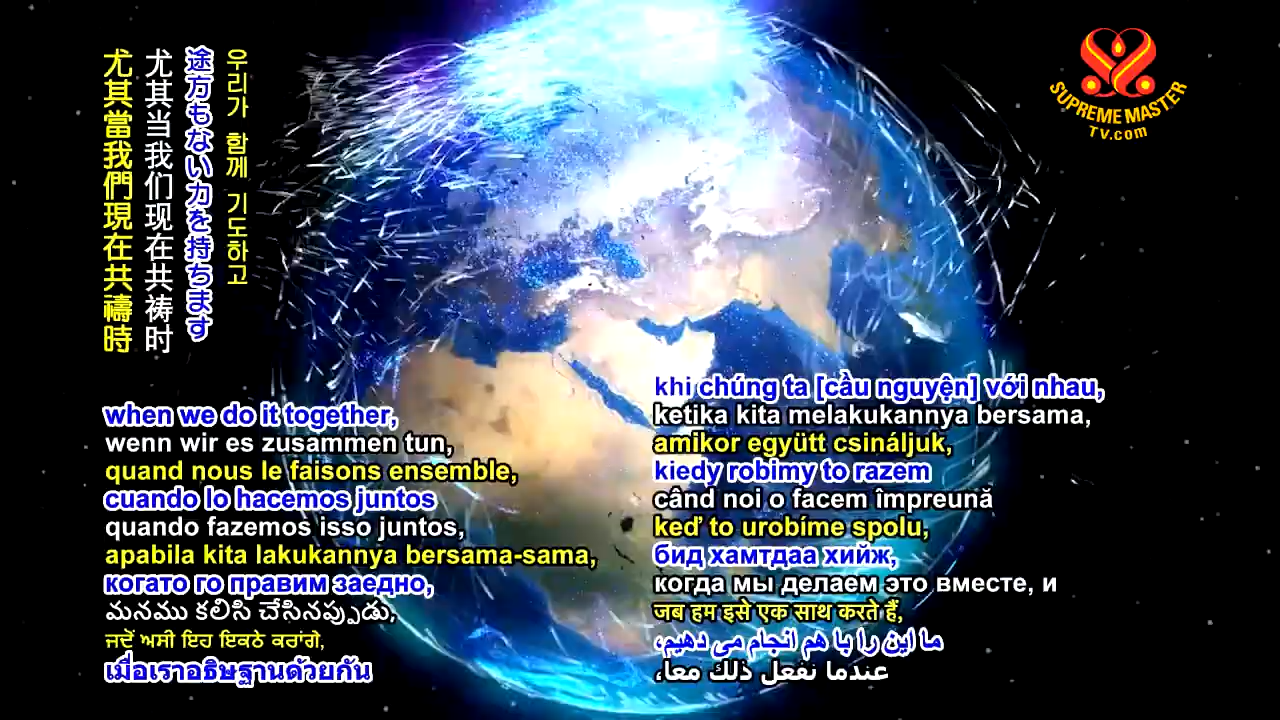 우리가 함께 기도하고
途方もない力を持ちます
尤其当我们现在共祷时
尤其當我們現在共禱時
SUPREME MASTER
TV.com
when we do it together,
wenn wir es zusammen tun,
quand nous le faisons ensemble,
cuando lo hacemos juntos
quando fazemos isso juntos,
apabila kita lakukannya bersama-sama,
когато го правим заедно,
మనము కలిసి చేసినప్పుడు,
ਜਦੋਂ ਅਸੀ ਇਹ ਇਕਠੇ ਕਰਾਂਗੇ,
เมื่อเราอธิษฐานด้วยกัน
khi chúng ta [cầu nguyện] với nhau,
ketika kita melakukannya bersama,
amikor együtt csináljuk,
kiedy robimy to razem
când noi o facem împreună
keď to urobíme spolu,
бид хамтдаа хийж,
когда мы делаем это вместе, и
जब हम इसे एक साथ करते हैं,
ما این را با هم انجام می دهیم،
عندما نفعل ذلك معاً،